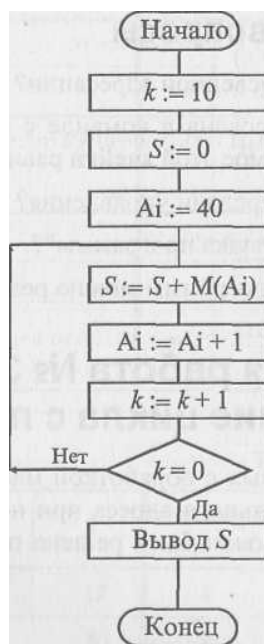 Начало
k := 10
S := 0
Ai := 40
S := S + M(Ai)
Ai := Ai + 1
k := k + 1
Нет
k = 0
Да
Вывод S
Конец